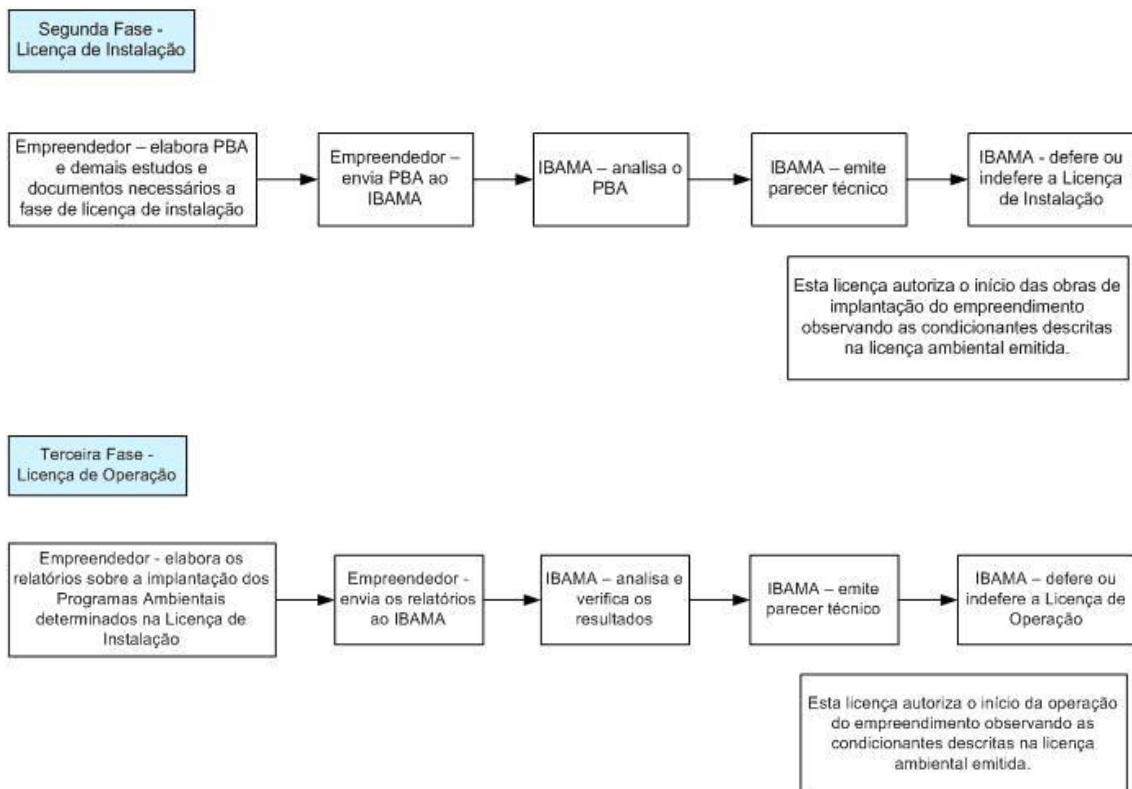 Segunda Fase -
Licença de Instalação
Empreendedor – elabora PBA
e demais estudos e
documentos necessários a
fase de licença de instalação
Empreendedor –
envia PBA ao
IBAMA
IBAMA – analisa o
PBA
IBAMA – emite
parecer técnico
IBAMA - defere ou
indefere a Licença
de Instalação
Esta licença autoriza o início das obras de
implantação do empreendimento
observando as condicionantes descritas
na licença ambiental emitida.
Terceira Fase -
Licença de Operação
Empreendedor - elabora os
relatórios sobre a implantação dos
Programas Ambientais
determinados na Licença de
Instalação
Empreendedor -
envia os relatórios
ao IBAMA
IBAMA – analisa e
verifica os
resultados
IBAMA – emite
parecer técnico
IBAMA – defere ou
indefere a Licença de
Operação
Esta licença autoriza o início da operação
do empreendimento observando as
condicionantes descritas na licença
ambiental emitida.